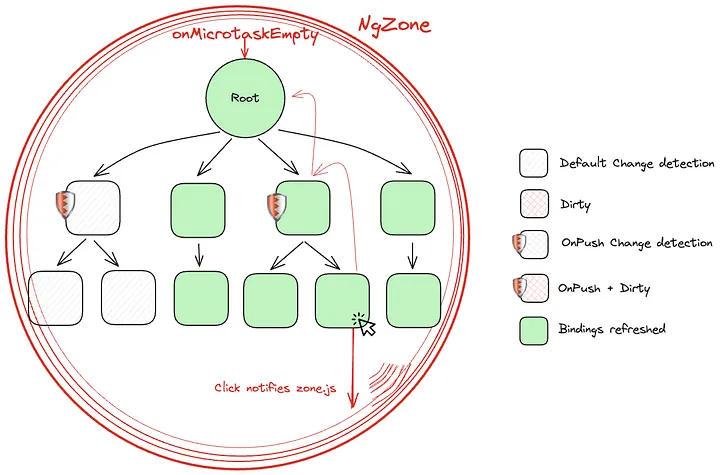 NgZone
onMicrotaskEmpty
Root
Default Change detection
Dirty
OnPush Change detection
OnPush + Dirty
Bindings refreshed
Click notifies zone.js